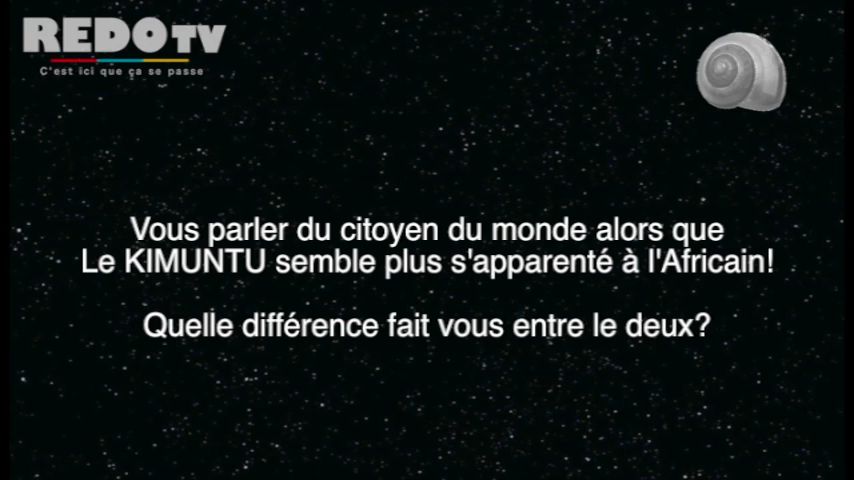 REDO TV
C'est ici que ça se passe
Vous parler du citoyen du monde alors que
Le KIMUNTU semble plus s'apparenté à l'Africain!
Quelle différence fait vous entre le deux?